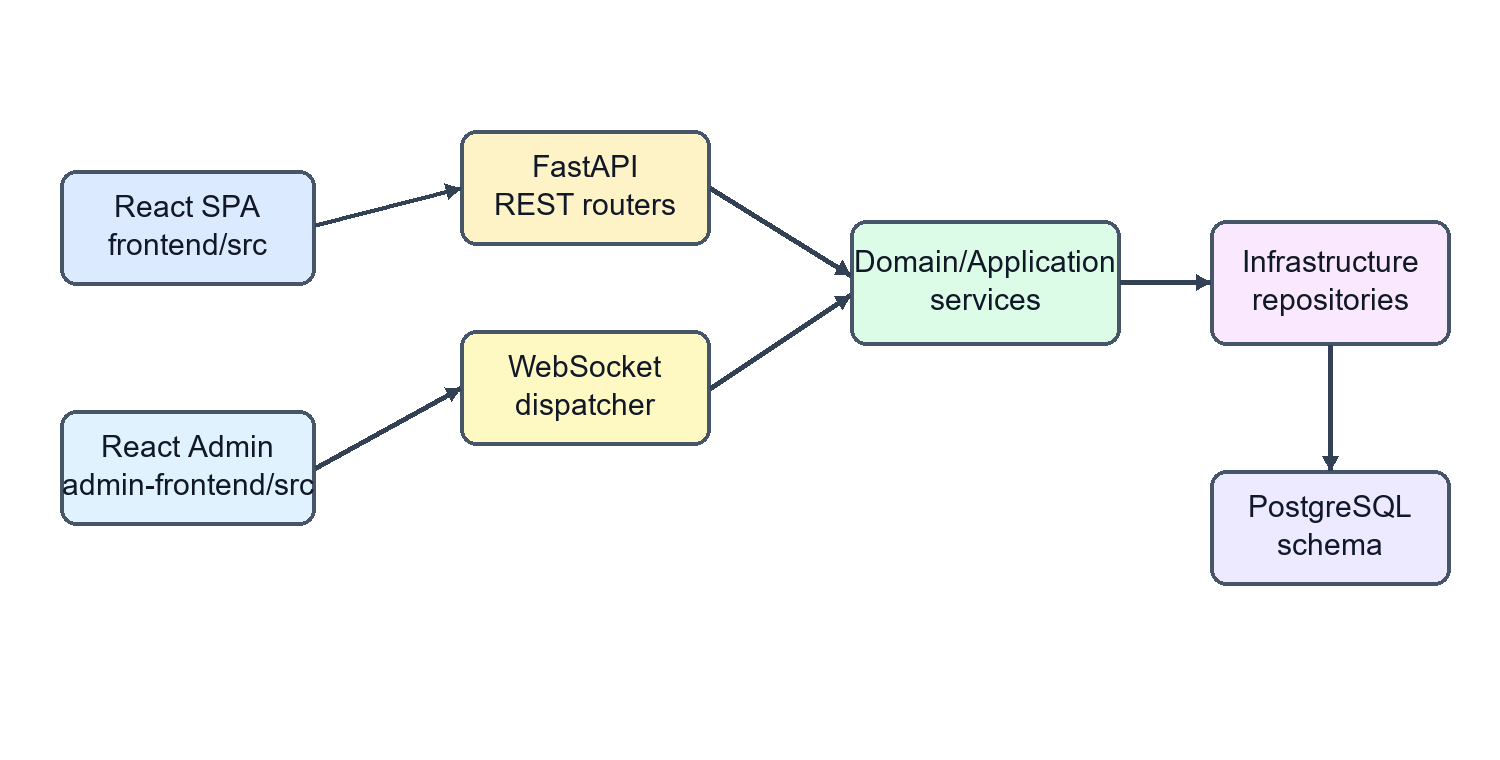 React SPA
frontend/src
FastAPI
REST routers
React Admin
admin-frontend/src
WebSocket
dispatcher
Domain/Application
services
Infrastructure
repositories
PostgreSQL
schema